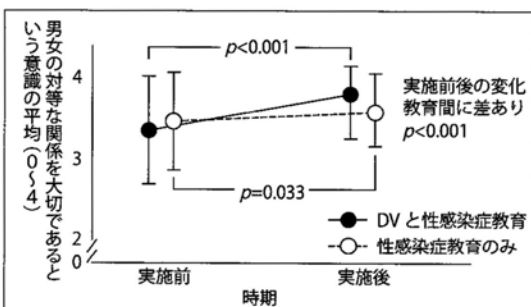 男女の対等な関係を大切であると
いう意識の平均(0〜4)
4
3
2
0
p<0.001
実施前後の変化
教育間に差あり
p<0.001
p=0.033
DVと性感染症教育
性感染症教育のみ
実施前
実施後
時期